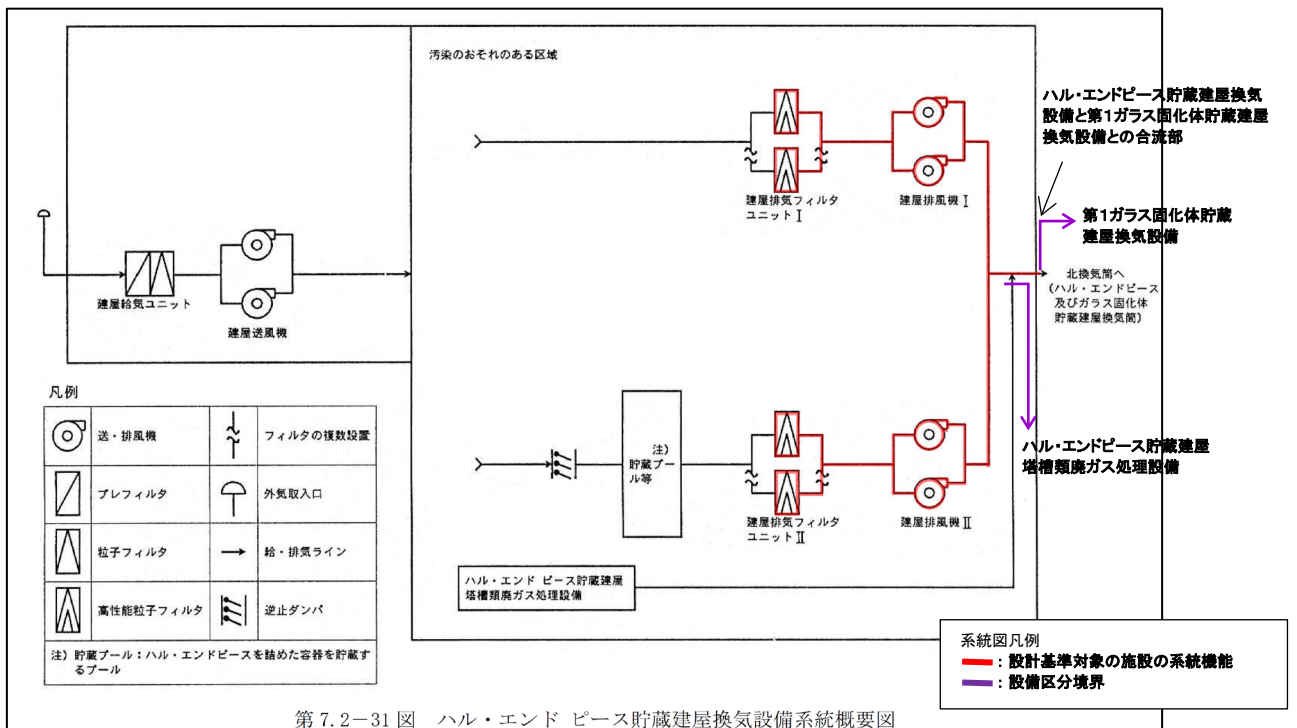 汚染のおそれのある区域
ハル・エンドピース貯蔵建屋換気
設備と第1ガラス固化体貯蔵建屋
換気設備との合流部
建屋排気フィルタ
ユニットⅠ
建屋排風機Ⅰ
第1ガラス固化体貯蔵
建屋換気設備
北換気筒へ
(ハル・エンドピース
及びガラス固化体
貯蔵建屋換気筒)
建屋給気ユニット
建屋送風機
注)
貯蔵プー
ル等
建屋排気フィルタ
ユニットⅡ
建屋排風機Ⅱ
ハル・エンドピース貯蔵建屋
塔槽類廃ガス処理設備
ハル・エンド ピース貯蔵建屋
塔槽類廃ガス処理設備
凡例
送・排風機
フィルタの複数設置
プレフィルタ
外気取入口
粒子フィルタ
給・排気ライン
高性能粒子フィルタ
逆止ダンパ
注) 貯蔵プール:ハル・エンドピースを詰めた容器を貯蔵す
るプール
系統図凡例
:設計基準対象の施設の系統機能
:設備区分境界
第7.2-31図 ハル・エンド ピース貯蔵建屋換気設備系統概要図